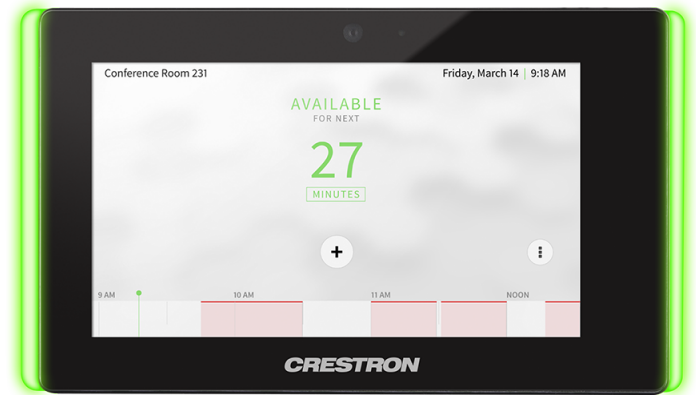 Conference Room 231
Friday, March 14 | 9:18 AM
AVAILABLE
FOR NEXT
27
MINUTES
+
9 AM
10 AM
11 AM
NOON
CRESTRON